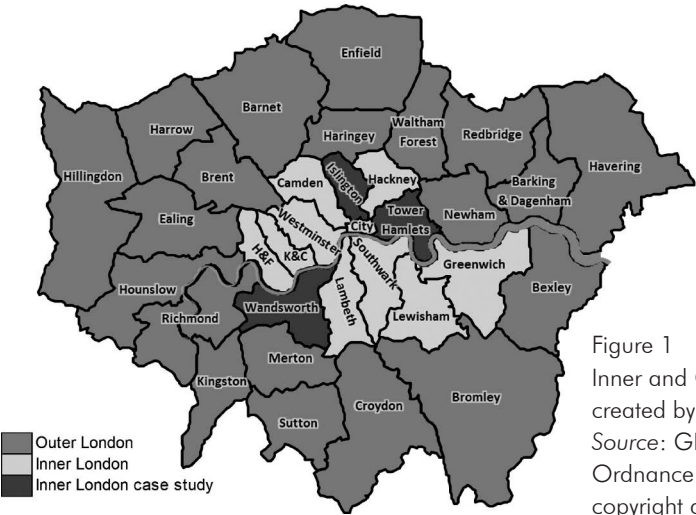 Enfield
Barnet
Harrow
Haringey
Waltham
Forest
Redbridge
Havering
Hillingdon
Brent
Camden
Islington
Hackney
Barking
& Dagenham
Ealing
Westminster
City
Tower
Hamlets
Newham
H&F
K&C
Southwark
Greenwich
Hounslow
Richmond
Wandsworth
Lambeth
Lewisham
Bexley
Merton
Kingston
Sutton
Croydon
Bromley
Outer London
Inner London
Inner London case study
Figure 1
Inner and
created by
Source: G
Ordnance
copyright